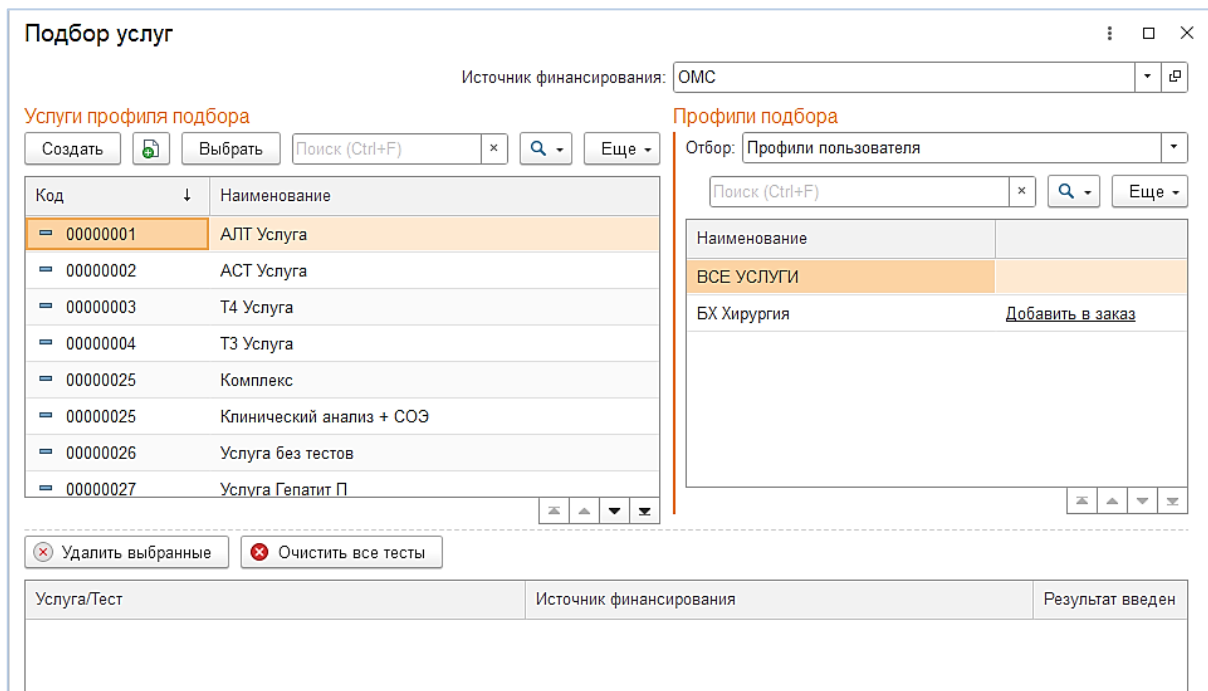 Подбор услуг
Источник финансирования: ОМС
Услуги профиля подбора
Создать Выбрать Поиск (Ctrl+F) × Еще
Код ↓ Наименование
00000001 АЛТ Услуга
00000002 АСТ Услуга
00000003 Т4 Услуга
00000004 Т3 Услуга
00000025 Комплекс
00000025 Клинический анализ + СОЭ
00000026 Услуга без тестов
00000027 Услуга Гепатит П
Профили подбора
Отбор: Профили пользователя
Поиск (Ctrl+F) × Еще
Наименование
ВСЕ УСЛУГИ
БХ Хирургия Добавить в заказ
Удалить выбранные Очистить все тесты
Услуга/Тест Источник финансирования Результат введен